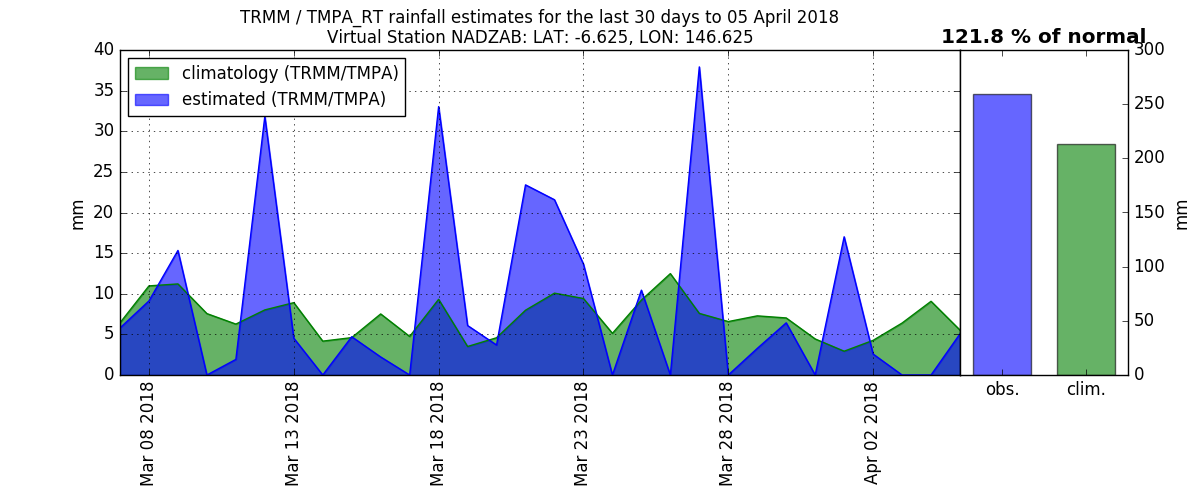 TRMM / TMPA_RT rainfall estimates for the last 30 days to 05 April 2018
Virtual Station NADZAB: LAT: -6.625, LON: 146.625
121.8 % of normal
climatology (TRMM/TMPA)
estimated (TRMM/TMPA)
mm
40
35
30
25
20
15
10
5
0
Mar 08 2018
Mar 13 2018
Mar 18 2018
Mar 23 2018
Mar 28 2018
Apr 02 2018
300
250
200
150
100
50
0
mm
obs.
clim.